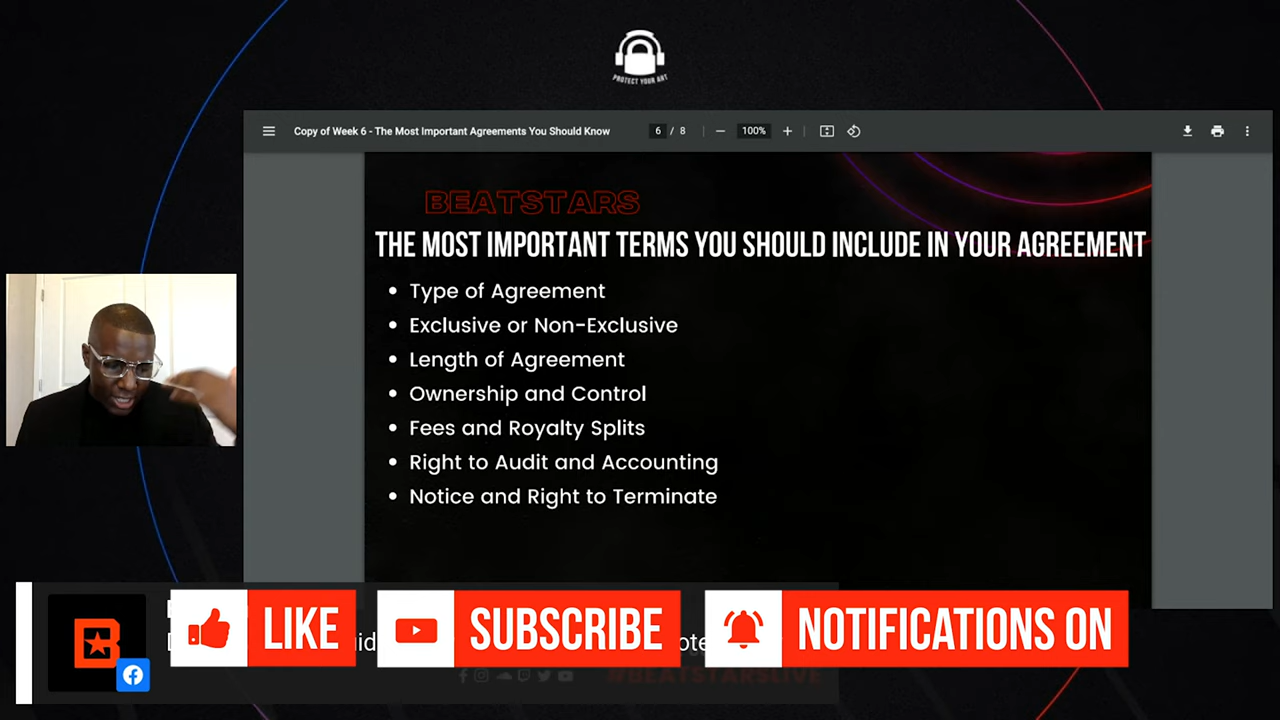 PROTECT YOUR ART
Copy of Week 6 - The Most Important Agreements You Should Know
6 / 8
100%
BEATSTARS
THE MOST IMPORTANT TERMS YOU SHOULD INCLUDE IN YOUR AGREEMENT
• Type of Agreement
• Exclusive or Non-Exclusive
• Length of Agreement
• Ownership and Control
• Fees and Royalty Splits
• Right to Audit and Accounting
• Notice and Right to Terminate
LIKE
SUBSCRIBE
NOTIFICATIONS ON
#BEATSTARSLIVE